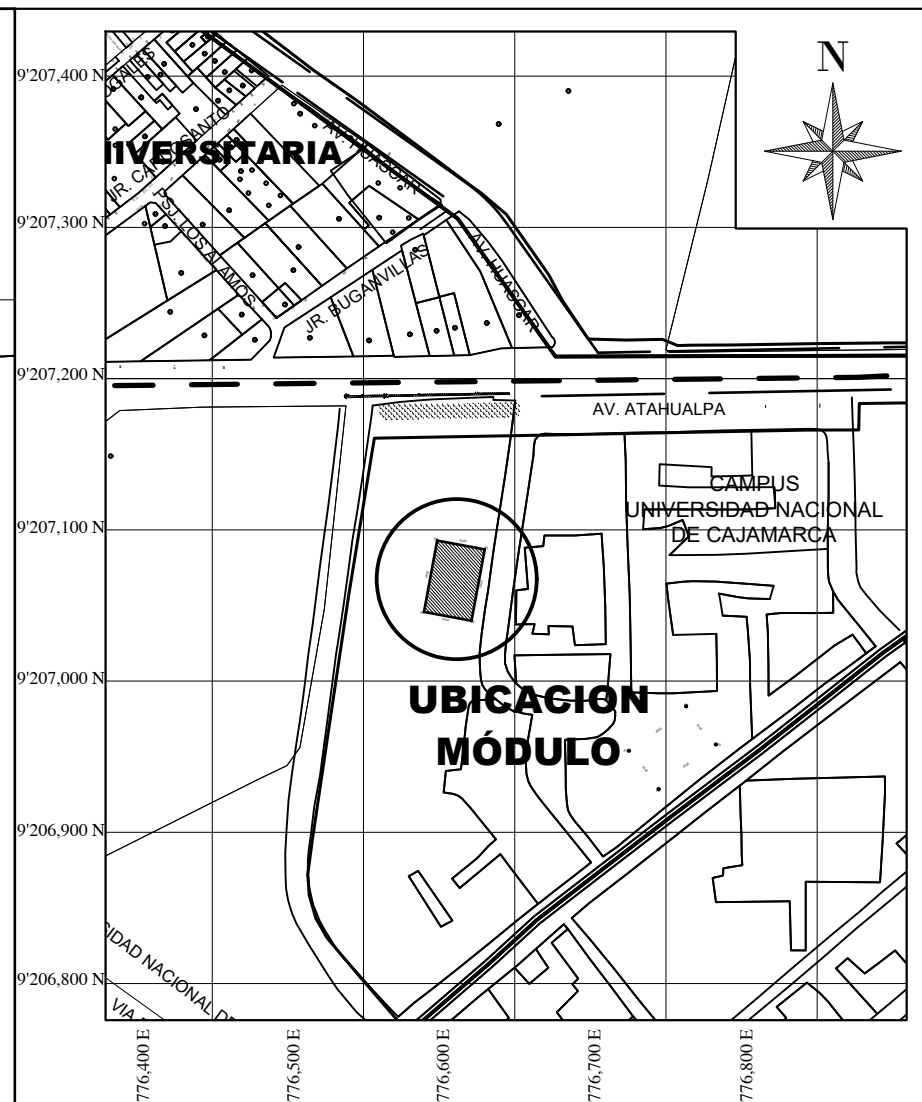 N
9'207,400 N
9'207,300 N
9'207,200 N
9'207,100 N
9'207,000 N
9'206,900 N
9'206,800 N
JR. CAMPO SANTO
AV. HUASCAR
PSJ. LOS ALAMOS
JR. BUGANVILLAS
AV. HUASCAR
AV. ATAHUALPA
CAMPUS
UNIVERSIDAD NACIONAL
DE CAJAMARCA
UBICACION
MÓDULO
SIDAD NACIONAL DE
VIA
776,400 E
776,500 E
776,600 E
776,700 E
776,800 E